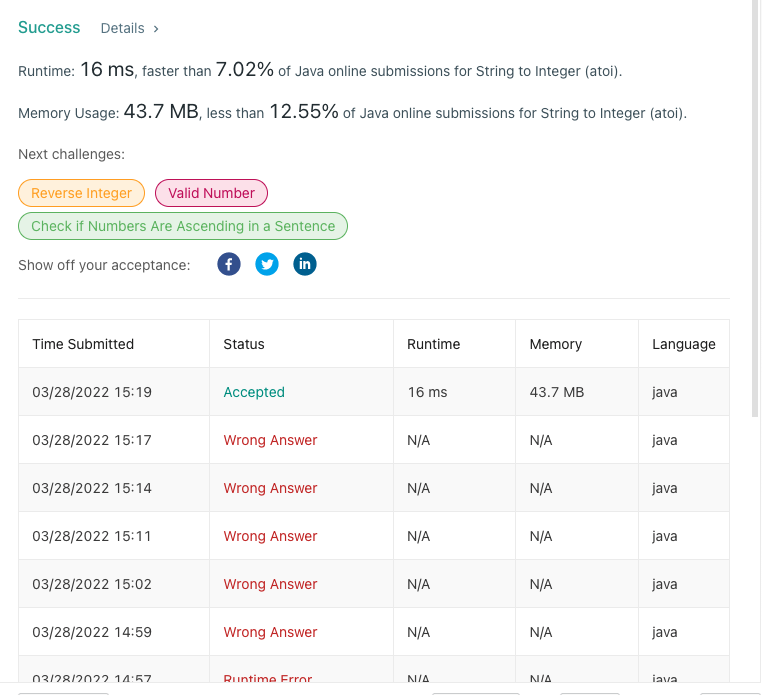 Success Details >
Runtime: 16 ms, faster than 7.02% of Java online submissions for String to Integer (atoi).
Memory Usage: 43.7 MB, less than 12.55% of Java online submissions for String to Integer (atoi).
Next challenges:
Reverse Integer Valid Number
Check if Numbers Are Ascending in a Sentence
Show off your acceptance: f in
Time Submitted Status Runtime Memory Language
03/28/2022 15:19 Accepted 16 ms 43.7 MB java
03/28/2022 15:17 Wrong Answer N/A N/A java
03/28/2022 15:14 Wrong Answer N/A N/A java
03/28/2022 15:11 Wrong Answer N/A N/A java
03/28/2022 15:02 Wrong Answer N/A N/A java
03/28/2022 14:59 Wrong Answer N/A N/A java
03/28/2022 14:57 Runtime Error N/A N/A java